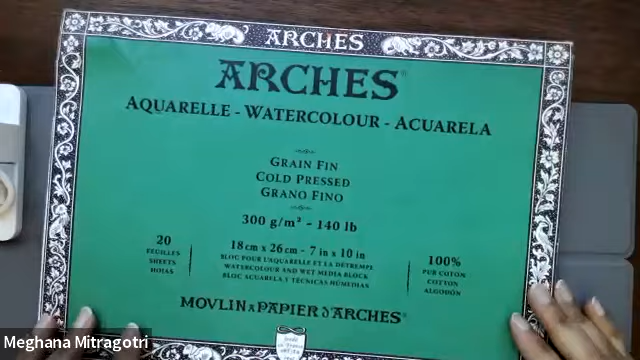 ARCHES
ARCHES®
AQUARELLE - WATERCOLOUR - ACUARELA
GRAIN FIN
COLD PRESSED
GRANO FINO
300 g/m² - 140 lb
20
FEUILLES
SHEETS
HOJAS
18 cm x 26 cm - 7 in x 10 in
BLOC POUR L'AQUARELLE ET LA DÉTREMPE
WATERCOLOUR AND WET MEDIA BLOCK
BLOC ACUARELA Y TÉCNICAS HÚMEDAS
100%
PUR COTON
COTTON
ALGODÓN
MOVLIN À PAPIER D'ARCHES®
Meghana Mitragotri